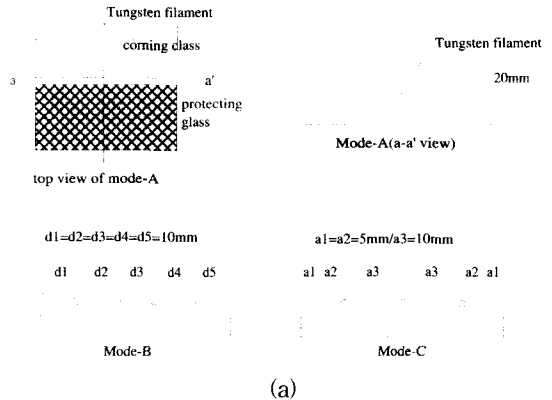 Tungsten filament
corning class
a a'
protecting
glass
top view of mode-A
Tungsten filament
20mm
Mode-A(a-a' view)
d1=d2=d3=d4=d5=10mm
d1 d2 d3 d4 d5
Mode-B
a1=a2=5mm/a3=10mm
a1 a2 a3 a3 a2 a1
Mode-C
(a)